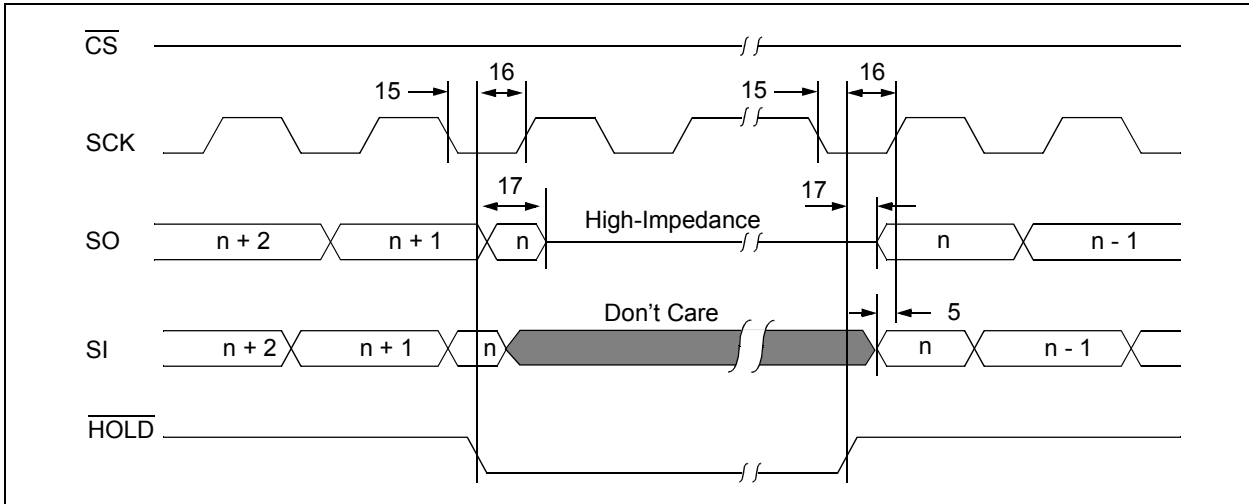 CS
16
16
15
15
SCK
17
17
High-Impedance
SO
n + 2
n + 1
n
n
n - 1
Don't Care
5
SI
n + 2
n + 1
n
n
n - 1
HOLD